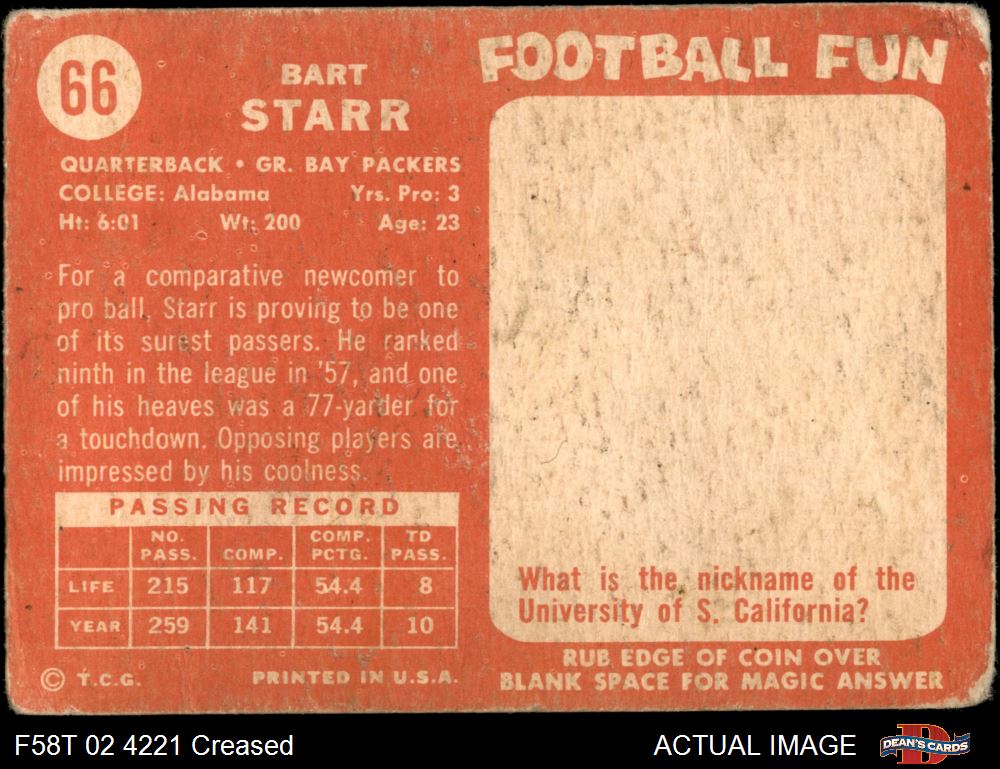 66
BART
STARR
QUARTERBACK • GR. BAY PACKERS
COLLEGE: Alabama Yrs. Pro: 3
Ht: 6:01 Wt: 200 Age: 23
For a comparative newcomer to
pro ball, Starr is proving to be one
of its surest passers. He ranked
ninth in the league in '57, and one
of his heaves was a 77-yarder for
a touchdown. Opposing players are
impressed by his coolness.
PASSING RECORD
NO. PASS. COMP. COMP. PCTG. TD PASS.
LIFE 215 117 54.4 8
YEAR 259 141 54.4 10
© T.C.G. PRINTED IN U.S.A.
FOOTBALL FUN
What is the nickname of the
University of S. California?
RUB EDGE OF COIN OVER
BLANK SPACE FOR MAGIC ANSWER
F58T 02 4221 Creased
ACTUAL IMAGE
DEAN'S CARDS